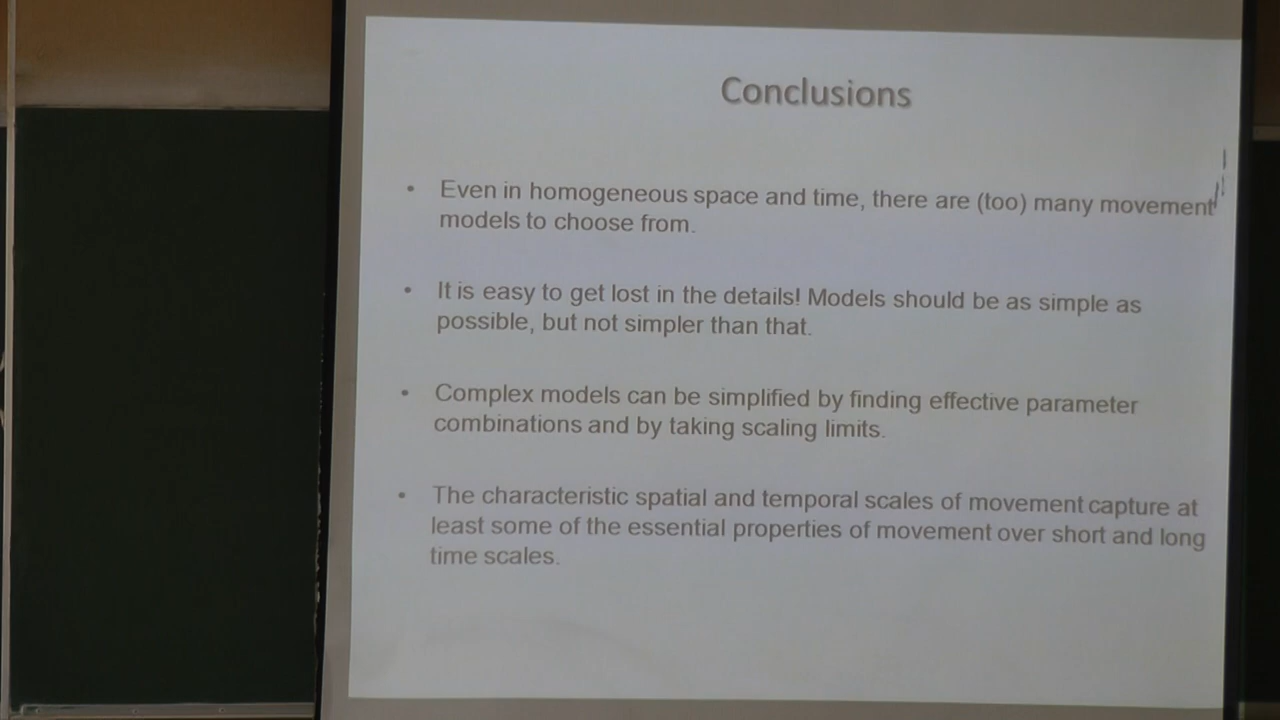 Conclusions
• Even in homogeneous space and time, there are (too) many movement
models to choose from.
• It is easy to get lost in the details! Models should be as simple as
possible, but not simpler than that.
• Complex models can be simplified by finding effective parameter
combinations and by taking scaling limits.
• The characteristic spatial and temporal scales of movement capture at
least some of the essential properties of movement over short and long
time scales.